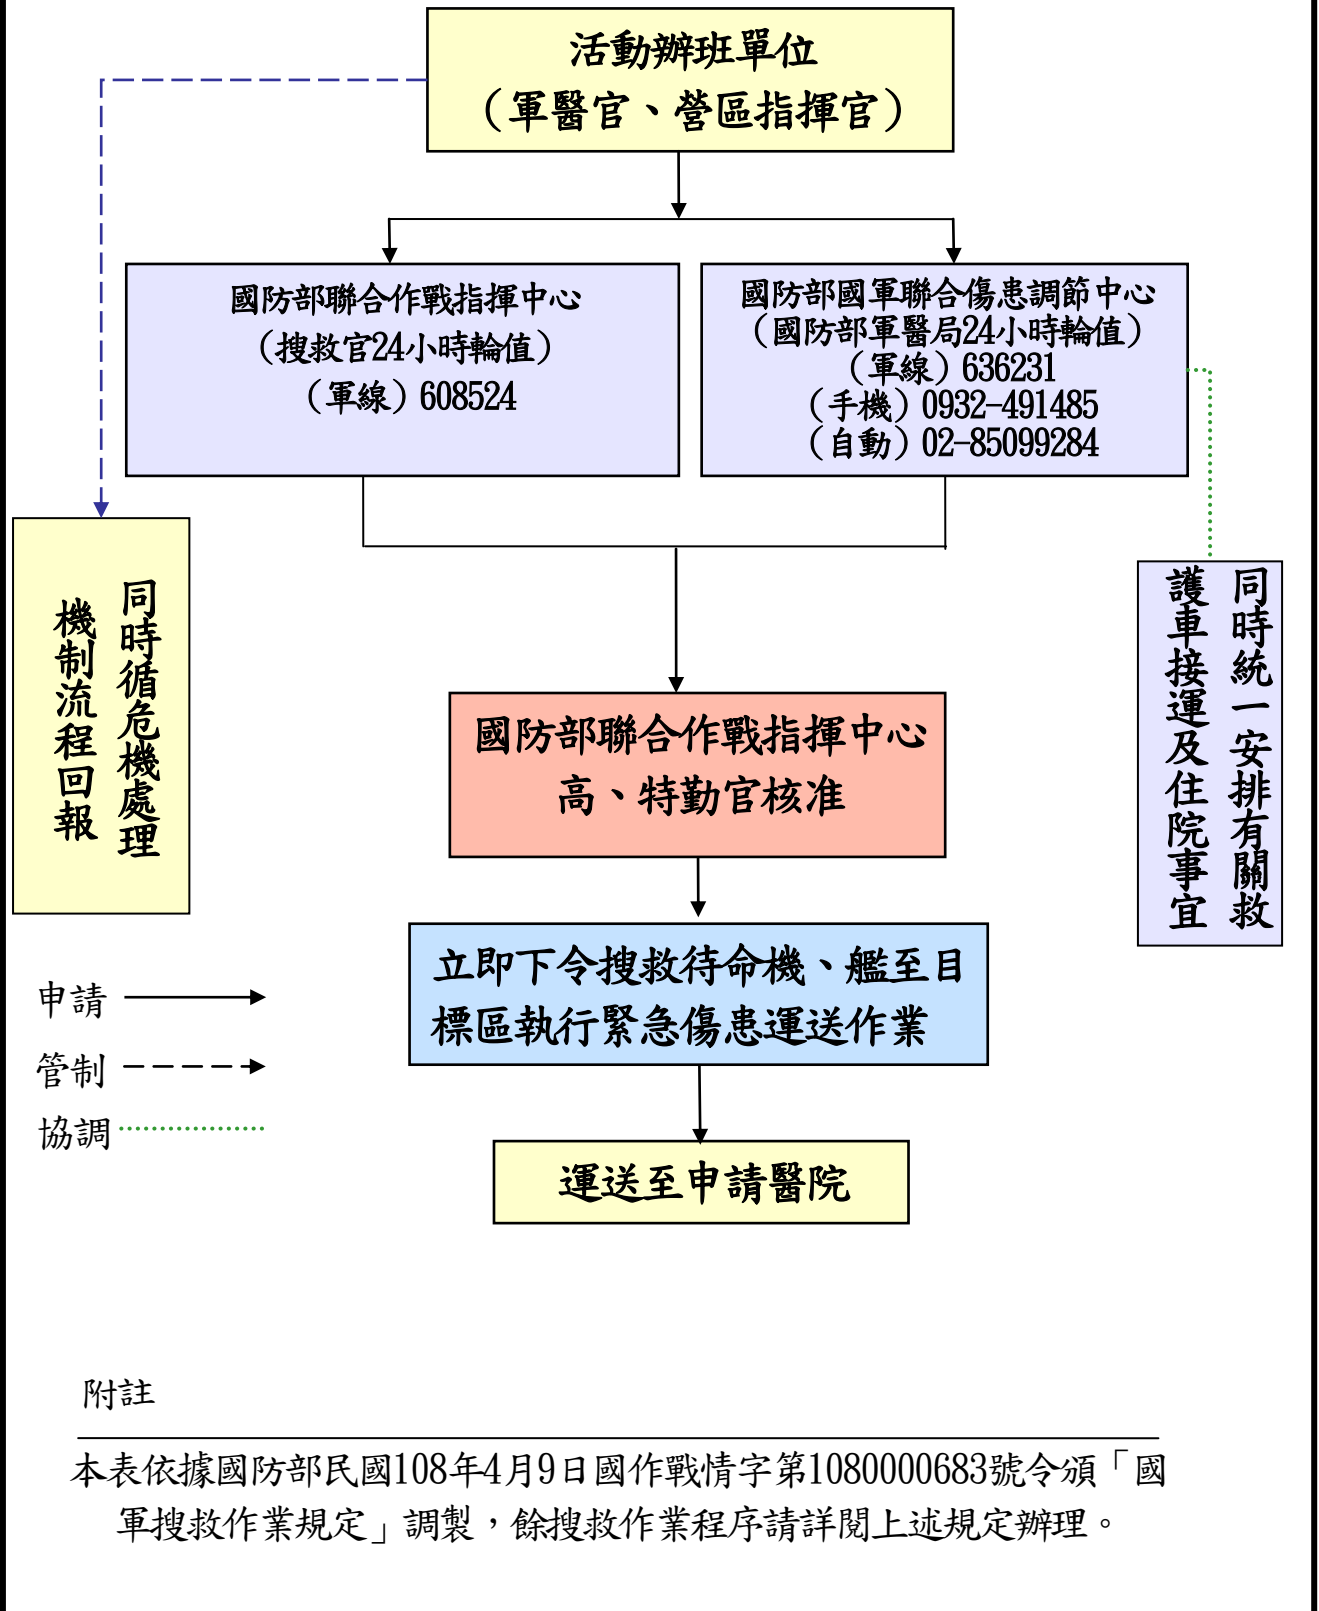 活動辦班單位
（軍醫官、營區指揮官）
國防部聯合作戰指揮中心
（搜救官24小時輪值）
（軍線）608524
國防部國軍聯合傷患調節中心
（國防部軍醫局24小時輪值）
（軍線）636231
（手機）0932-491485
（自動）02-85099284
同時循危機處理
機制流程回報
同時統一安排有關救
護車接運及住院事宜
國防部聯合作戰指揮中心
高、特勤官核准
立即下令搜救待命機、艦至目
標區執行緊急傷患運送作業
申請
管制
協調
運送至申請醫院
附註
本表依據國防部民國108年4月9日國作戰情字第1080000683號令頒「國
軍搜救作業規定」調製，餘搜救作業程序請詳閱上述規定辦理。